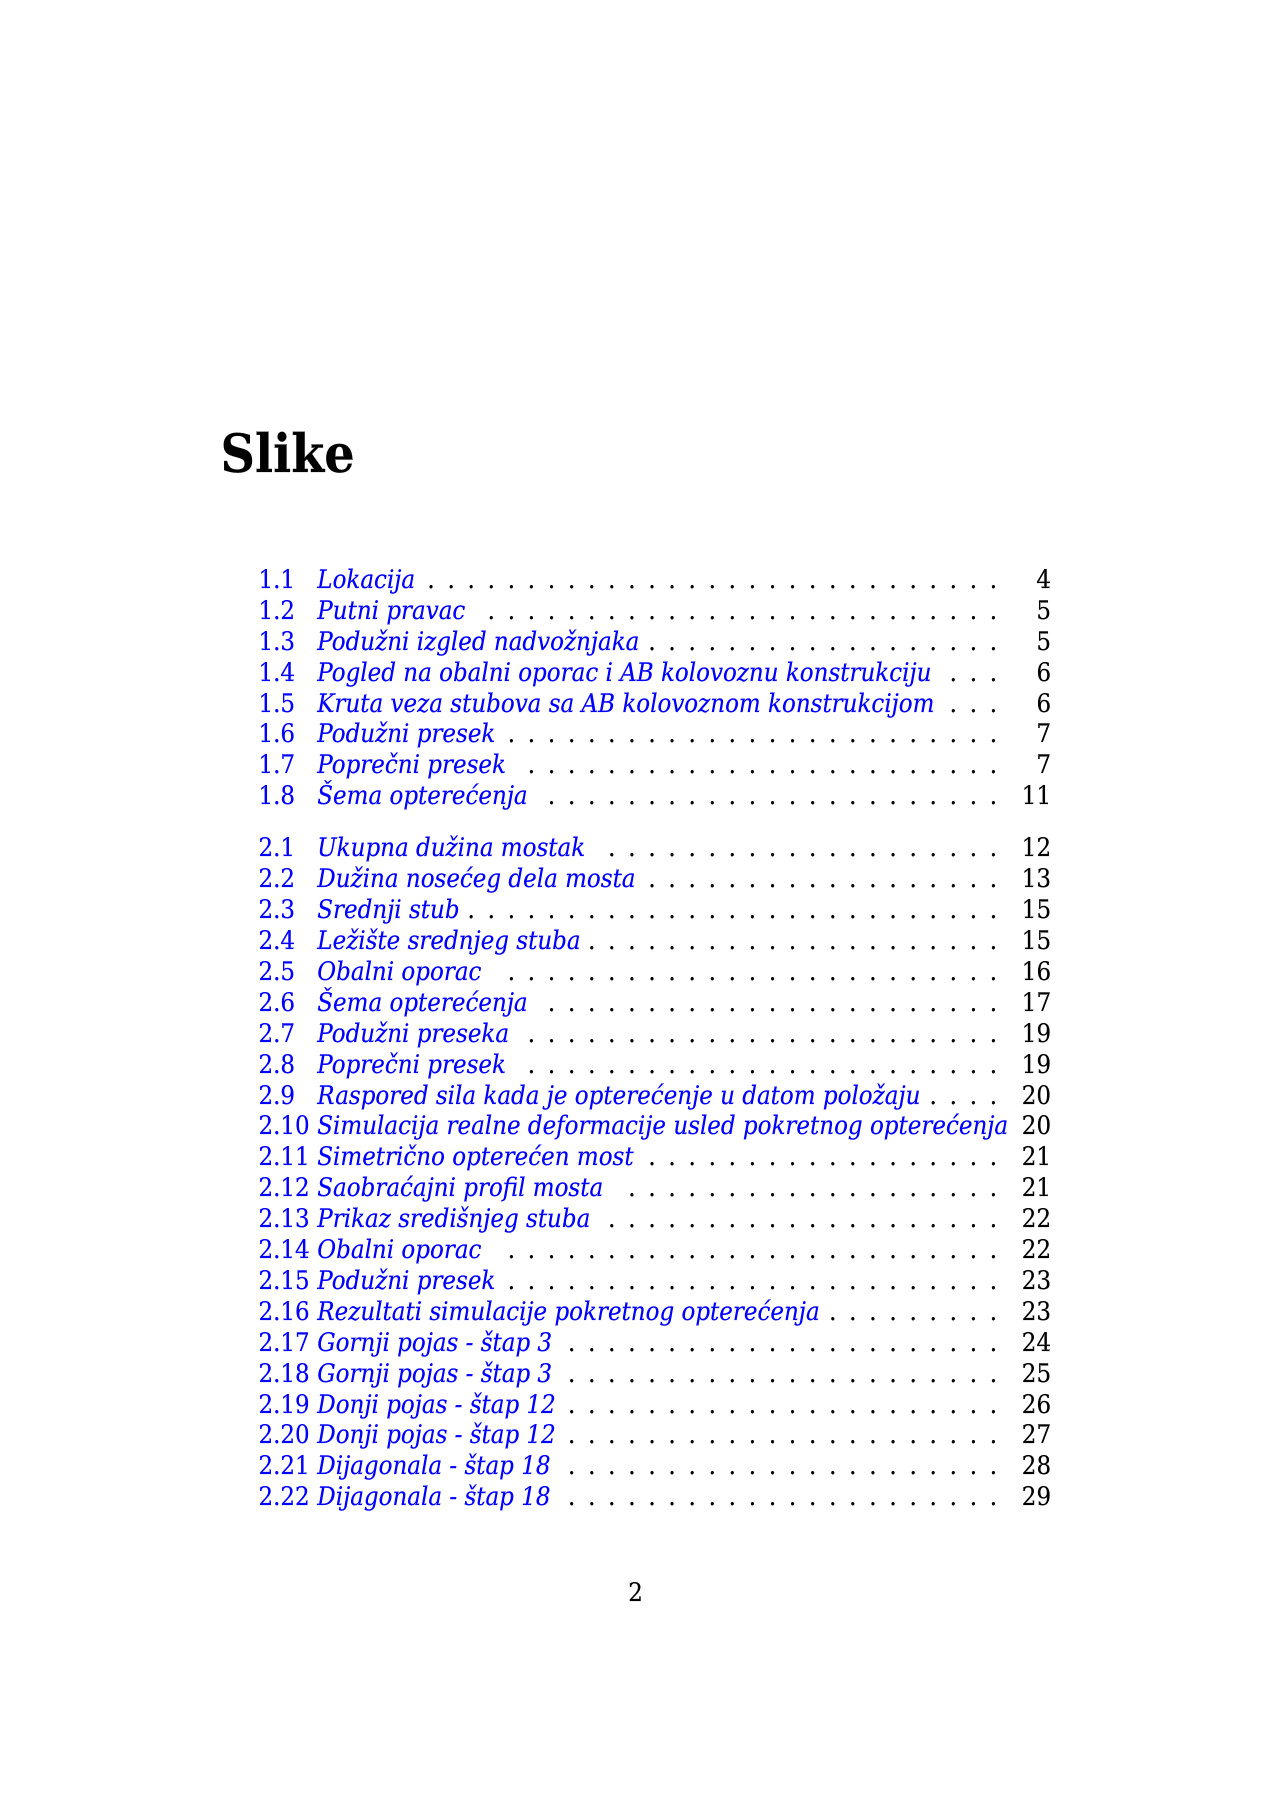 Slike
1.1 Lokacija . . . . . . . . . . . . . . . . . . . . . . . . . . . . . 4
1.2 Putni pravac . . . . . . . . . . . . . . . . . . . . . . . . . . 5
1.3 Podužni izgled nadvožnjaka . . . . . . . . . . . . . . . . . . 5
1.4 Pogled na obalni oporac i AB kolovoznu konstrukciju . . . 6
1.5 Kruta veza stubova sa AB kolovoznom konstrukcijom . . . 6
1.6 Podužni presek . . . . . . . . . . . . . . . . . . . . . . . . . 7
1.7 Poprečni presek . . . . . . . . . . . . . . . . . . . . . . . . 7
1.8 Šema opterećenja . . . . . . . . . . . . . . . . . . . . . . . 11
2.1 Ukupna dužina mostak . . . . . . . . . . . . . . . . . . . . 12
2.2 Dužina nosećeg dela mosta . . . . . . . . . . . . . . . . . . 13
2.3 Srednji stub . . . . . . . . . . . . . . . . . . . . . . . . . . . 15
2.4 Ležište srednjeg stuba . . . . . . . . . . . . . . . . . . . . . 15
2.5 Obalni oporac . . . . . . . . . . . . . . . . . . . . . . . . . 16
2.6 Šema opterećenja . . . . . . . . . . . . . . . . . . . . . . . 17
2.7 Podužni preseka . . . . . . . . . . . . . . . . . . . . . . . . 19
2.8 Poprečni presek . . . . . . . . . . . . . . . . . . . . . . . . 19
2.9 Raspored sila kada je opterećenje u datom položaju . . . . 20
2.10 Simulacija realne deformacije usled pokretnog opterećenja 20
2.11 Simetrično opterećen most . . . . . . . . . . . . . . . . . . 21
2.12 Saobraćajni profil mosta . . . . . . . . . . . . . . . . . . . 21
2.13 Prikaz središnjeg stuba . . . . . . . . . . . . . . . . . . . . 22
2.14 Obalni oporac . . . . . . . . . . . . . . . . . . . . . . . . . 22
2.15 Podužni presek . . . . . . . . . . . . . . . . . . . . . . . . . 23
2.16 Rezultati simulacije pokretnog opterećenja . . . . . . . . . 23
2.17 Gornji pojas - štap 3 . . . . . . . . . . . . . . . . . . . . . . 24
2.18 Gornji pojas - štap 3 . . . . . . . . . . . . . . . . . . . . . . 25
2.19 Donji pojas - štap 12 . . . . . . . . . . . . . . . . . . . . . . 26
2.20 Donji pojas - štap 12 . . . . . . . . . . . . . . . . . . . . . . 27
2.21 Dijagonala - štap 18 . . . . . . . . . . . . . . . . . . . . . . 28
2.22 Dijagonala - štap 18 . . . . . . . . . . . . . . . . . . . . . . 29
2